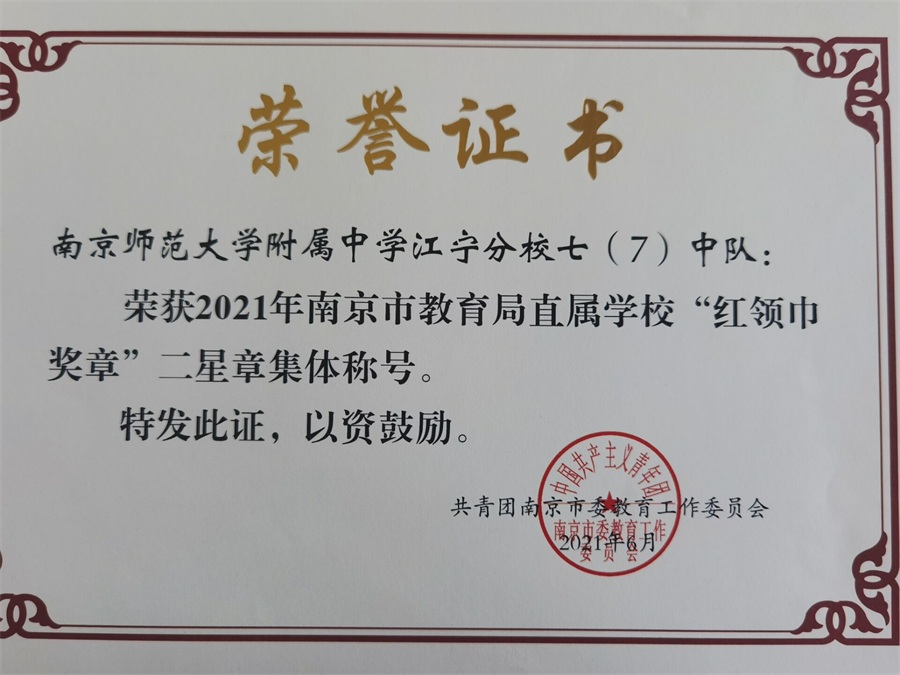 荣誉证书
南京师范大学附属中学江宁分校七（7）中队：
荣获2021年南京市教育局直属学校“红领巾
奖章”二星章集体称号。
特发此证，以资鼓励。
中国共产主义青年团
共青团南京市委教育工作委员会
南京市委教育工作
2021年6月
委员会